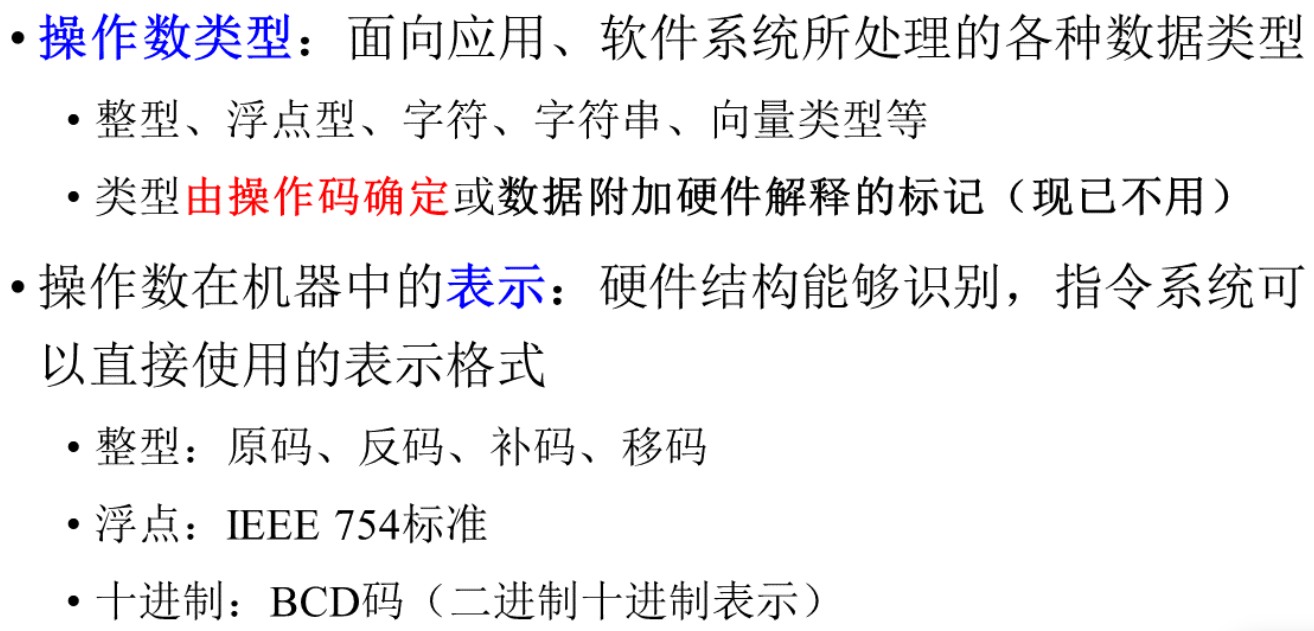 • 操作数类型：面向应用、软件系统所处理的各种数据类型
• 整型、浮点型、字符、字符串、向量类型等
• 类型由操作码确定或数据附加硬件解释的标记（现已不用）
• 操作数在机器中的表示：硬件结构能够识别，指令系统可
以直接使用的表示格式
• 整型：原码、反码、补码、移码
• 浮点：IEEE 754标准
• 十进制：BCD码（二进制十进制表示）